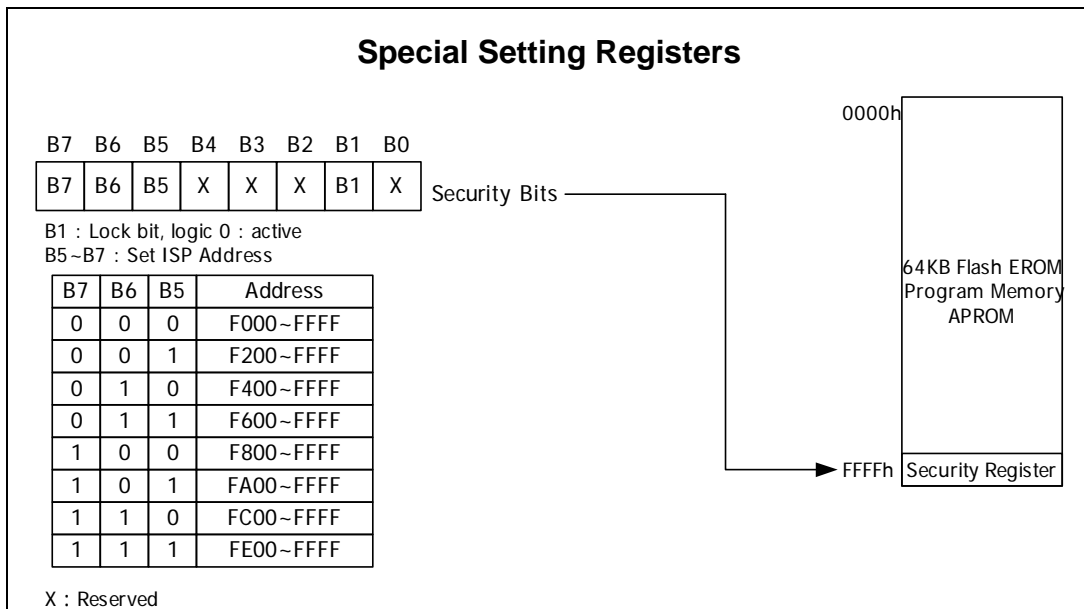 Special Setting Registers
B7 B6 B5 B4 B3 B2 B1 B0
B7 B6 B5 X X X B1 X
Security Bits
B1 : Lock bit, logic 0 : active
B5~B7 : Set ISP Address
B7 B6 B5 Address
0 0 0 F000~FFFF
0 0 1 F200~FFFF
0 1 0 F400~FFFF
0 1 1 F600~FFFF
1 0 0 F800~FFFF
1 0 1 FA00~FFFF
1 1 0 FC00~FFFF
1 1 1 FE00~FFFF
X : Reserved
0000h
64KB Flash EROM
Program Memory
APROM
FFFFh Security Register